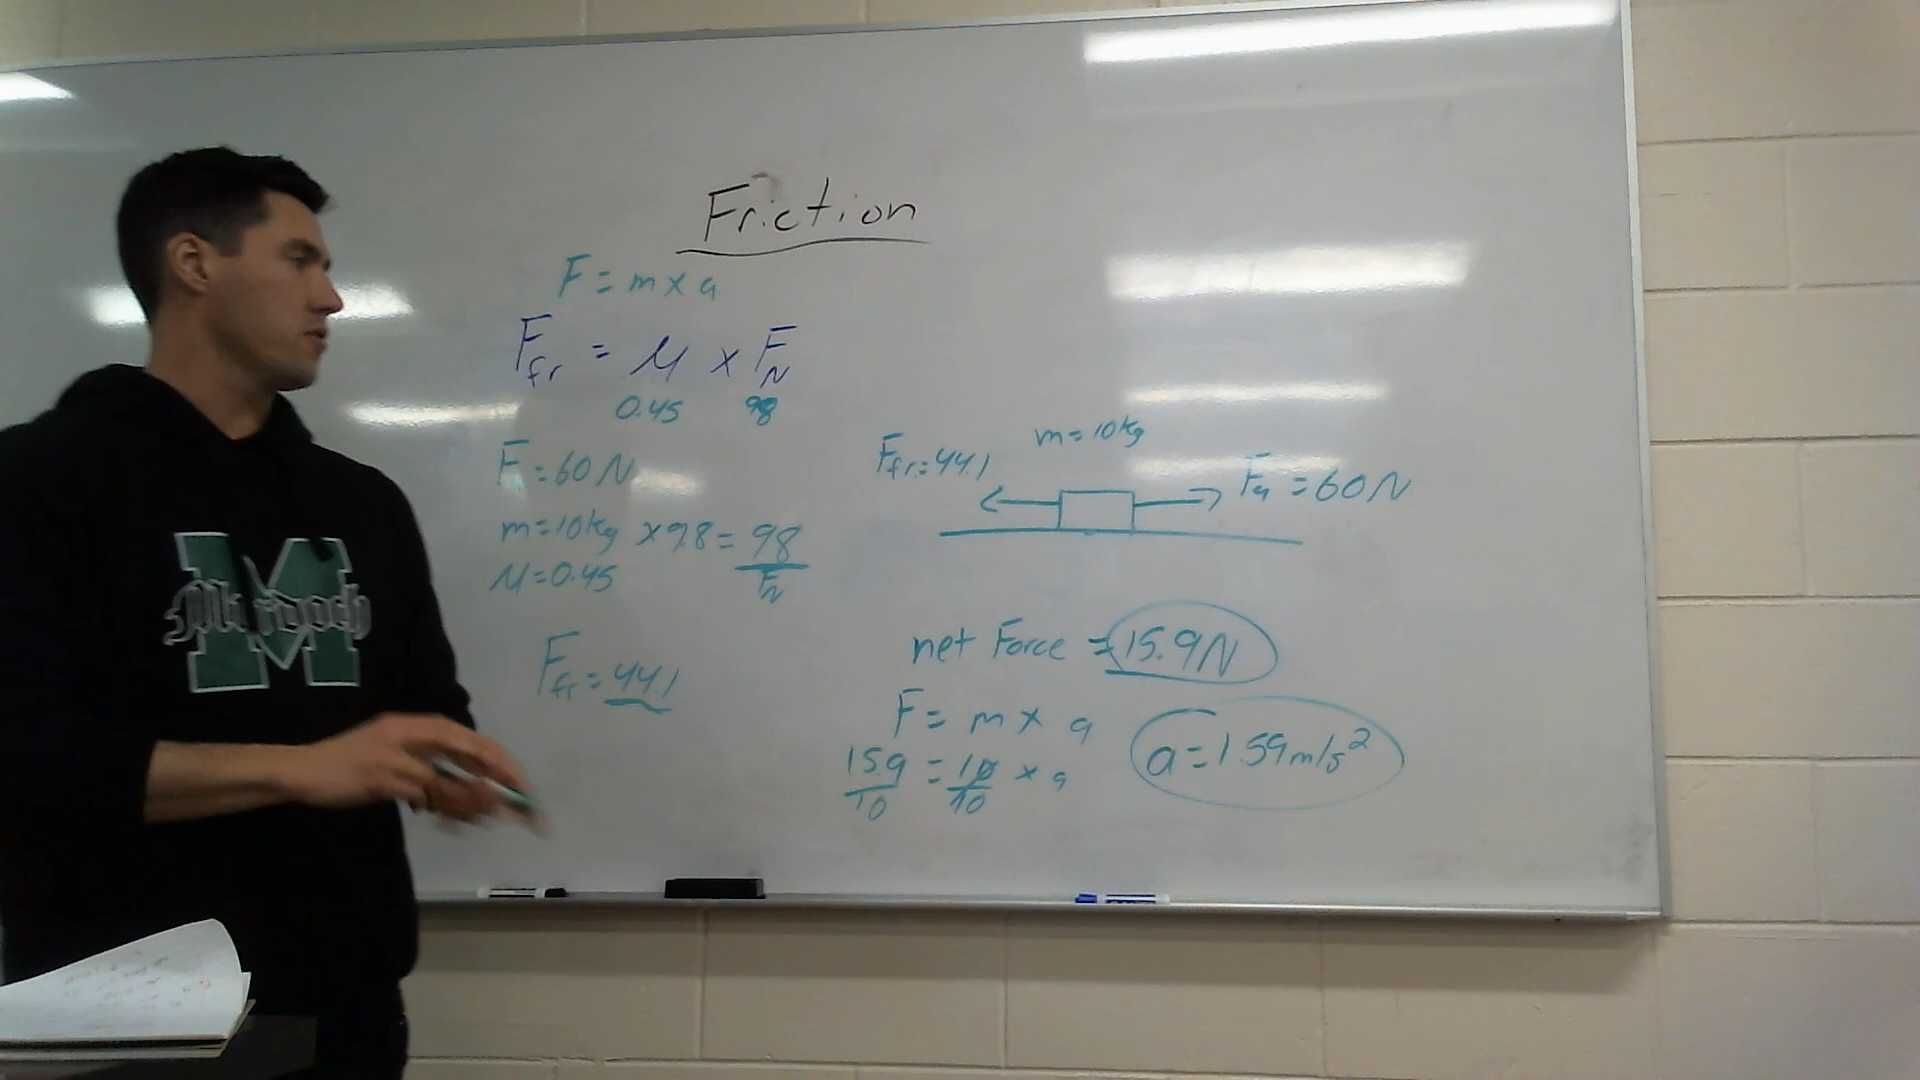 Friction
F = m x a
Ffr = μ x FN
0.45 98
F = 60N
m = 10kg x 9.8 = 98
FN
μ = 0.45
Ffr = 44.1
m = 10kg
Ffr = 44.1
Fa = 60N
net Force = 15.9N
F = m x a
15.9 = 10 x a
10 10
a = 1.59 m/s²
M